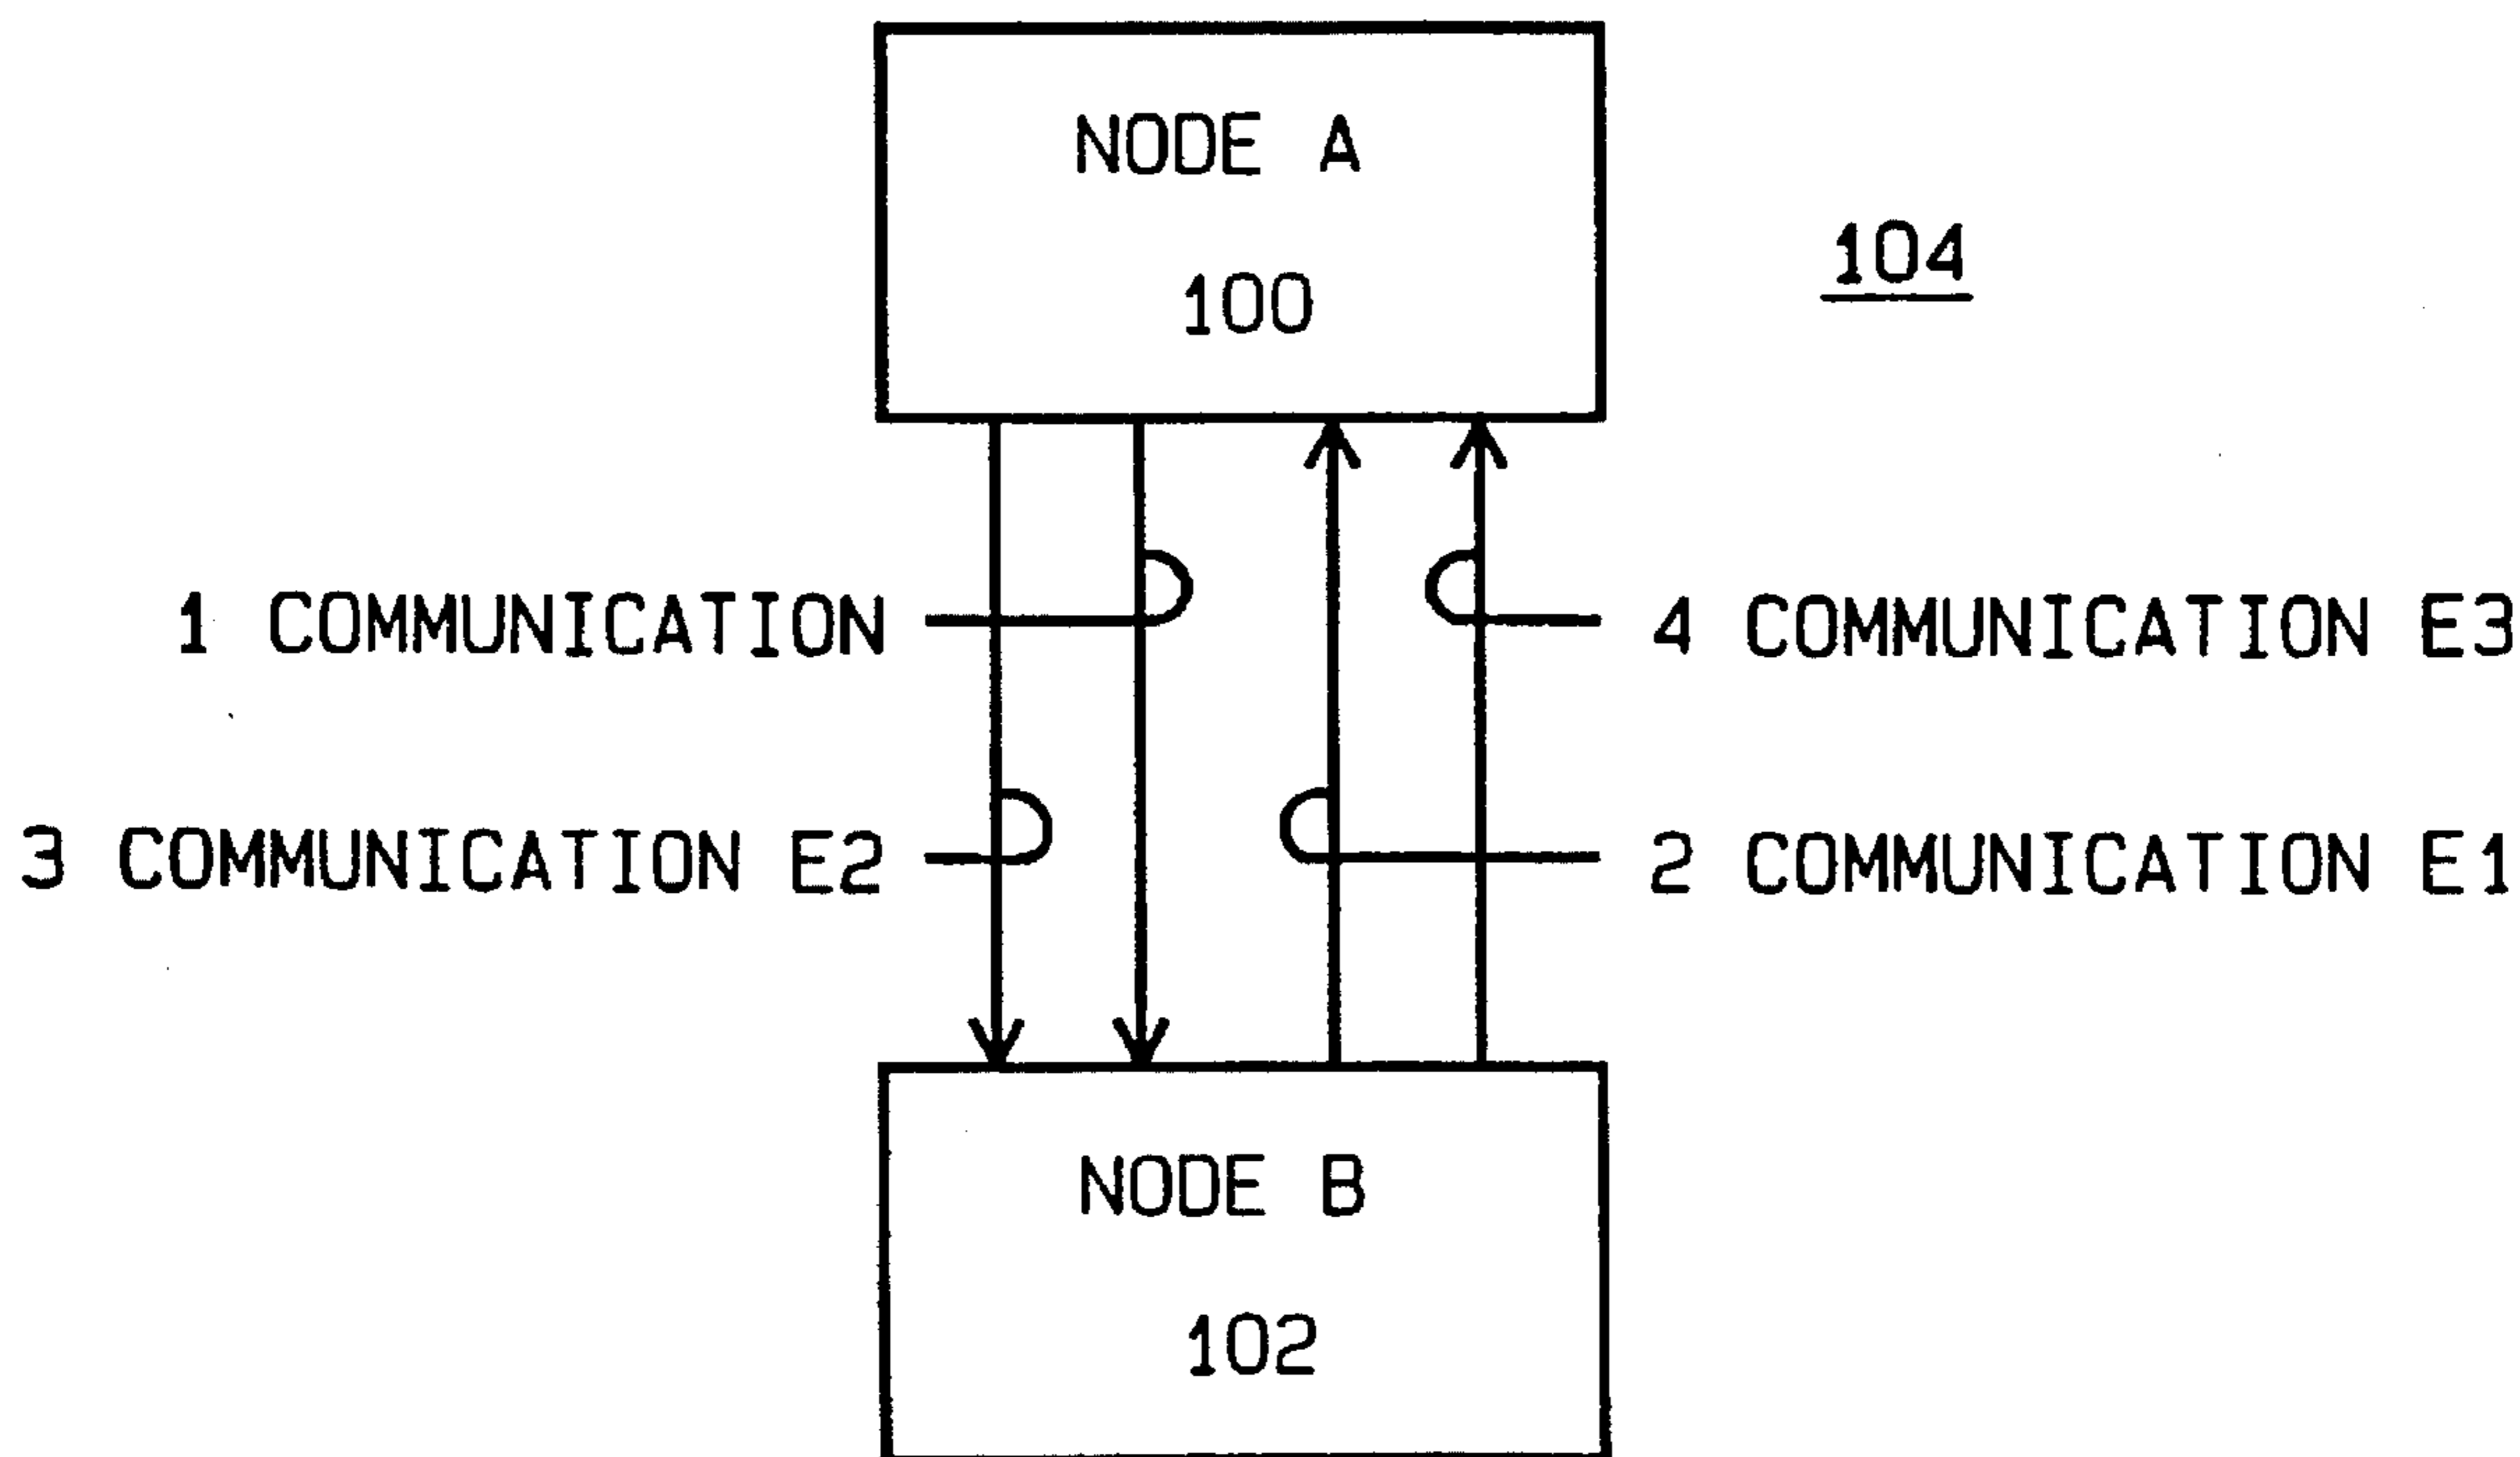 NODE A
100
104
1 COMMUNICATION
4 COMMUNICATION E3
3 COMMUNICATION E2
2 COMMUNICATION E1
NODE B
102